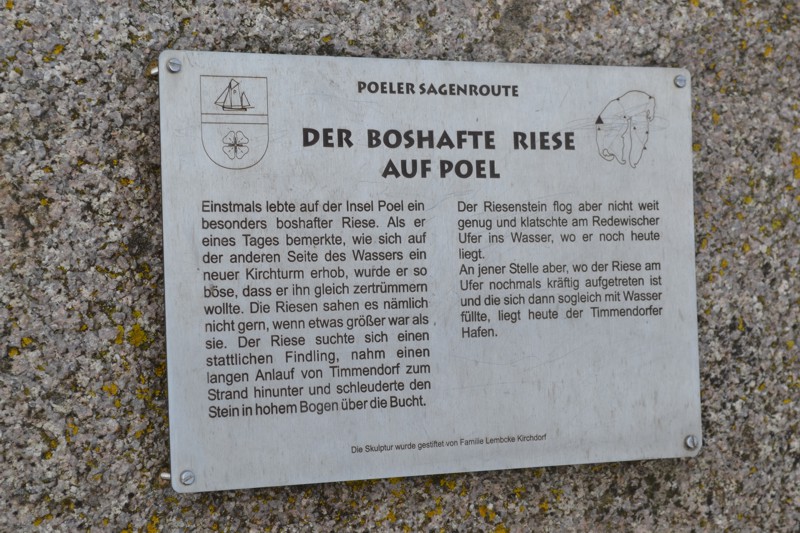 POELER SAGENROUTE
DER BOSHAFTE RIESE
AUF POEL
Einstmals lebte auf der Insel Poel ein
besonders boshafter Riese. Als er
eines Tages bemerkte, wie sich auf
der anderen Seite des Wassers ein
neuer Kirchturm erhob, wurde er so
böse, dass er ihn gleich zertrümmern
wollte. Die Riesen sahen es nämlich
nicht gern, wenn etwas größer war als
sie. Der Riese suchte sich einen
stattlichen Findling, nahm einen
langen Anlauf von Timmendorf zum
Strand hinunter und schleuderte den
Stein in hohem Bogen über die Bucht.
Der Riesenstein flog aber nicht weit
genug und klatschte am Redewischer
Ufer ins Wasser, wo er noch heute
liegt.
An jener Stelle aber, wo der Riese am
Ufer nochmals kräftig aufgetreten ist
und die sich dann sogleich mit Wasser
füllte, liegt heute der Timmendorfer
Hafen.
Die Skulptur wurde gestiftet von Familie Lembcke Kirchdorf